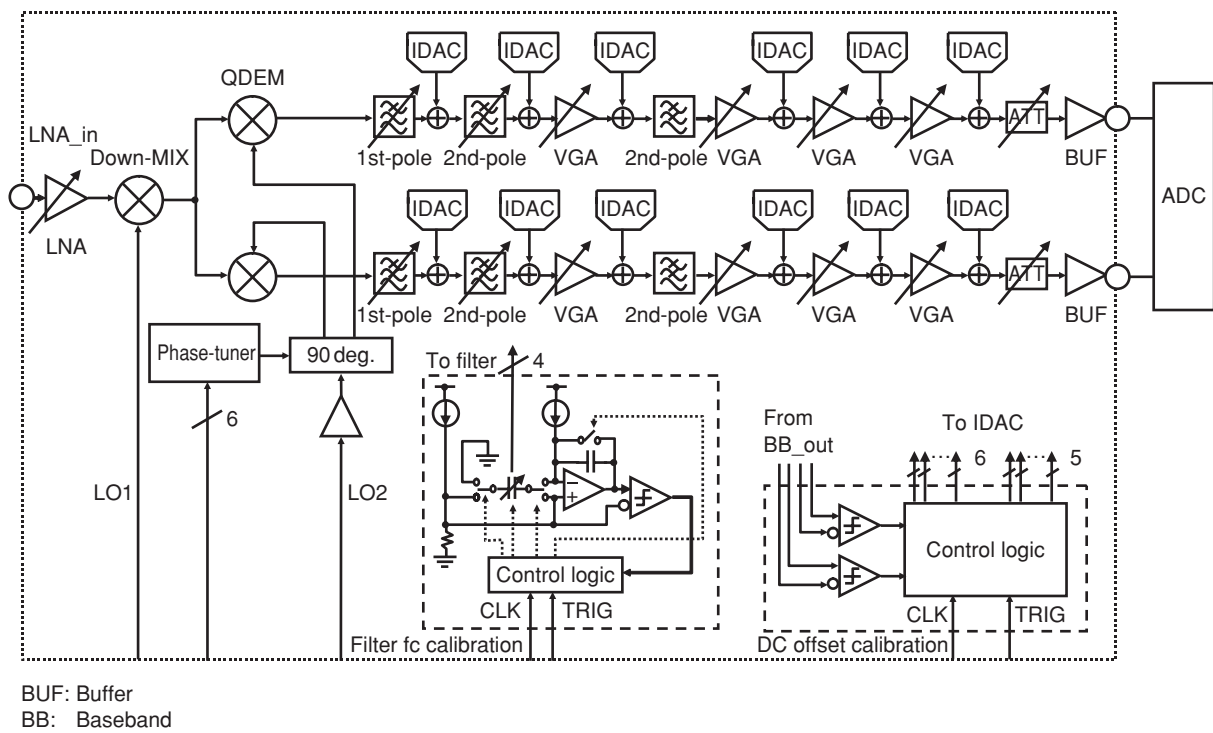 IDAC IDAC IDAC IDAC IDAC IDAC
QDEM
LNA_in
Down-MIX
ATT
1st-pole 2nd-pole VGA 2nd-pole VGA VGA VGA BUF
ADC
LNA
IDAC IDAC IDAC IDAC IDAC IDAC
ATT
1st-pole 2nd-pole VGA 2nd-pole VGA VGA VGA BUF
Phase-tuner
90 deg.
To filter 4
6
From
BB_out
To IDAC
6 5
LO1
LO2
Control logic
Control logic
CLK TRIG
CLK TRIG
Filter fc calibration
DC offset calibration
BUF: Buffer
BB: Baseband